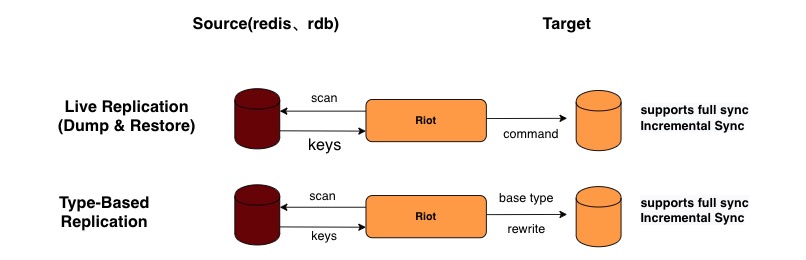 Source(redis、rdb)
Target
Live Replication
(Dump & Restore)
scan
keys
Riot
command
supports full sync
Incremental Sync
Type-Based
Replication
scan
keys
Riot
base type
rewrite
supports full sync
Incremental Sync